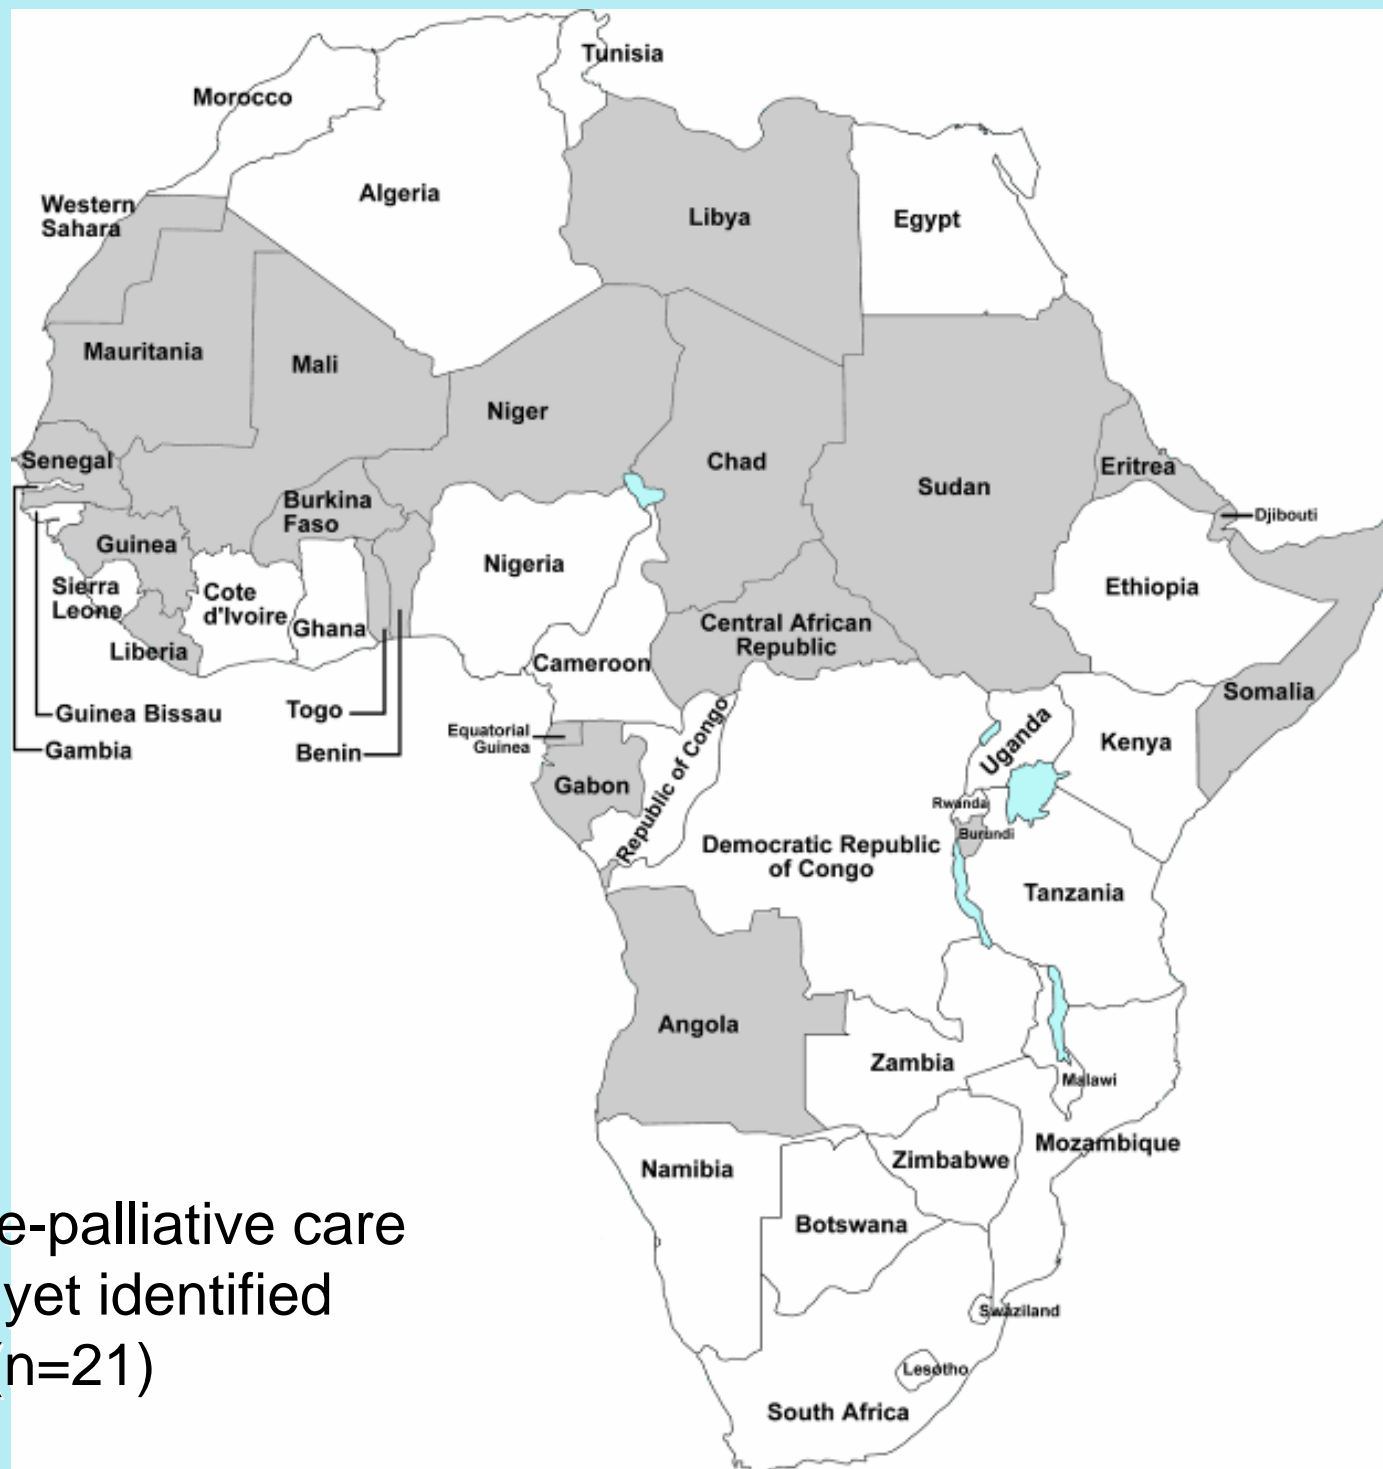 Tunisia
Morocco
Algeria
Western
Sahara
Libya
Egypt
Mauritania
Mali
Niger
Chad
Sudan
Eritrea
Djibouti
Senegal
Burkina
Faso
Guinea
Nigeria
Ethiopia
Sierra
Leone
Cote
d'Ivoire
Ghana
Central African
Republic
Liberia
Cameroon
Somalia
Guinea Bissau
Togo
Gambia
Benin
Equatorial
Guinea
Gabon
Republic of Congo
Uganda
Kenya
Rwanda
Burundi
Democratic Republic
of Congo
Tanzania
Angola
Zambia
Malawi
Mozambique
Namibia
Zimbabwe
Botswana
Swaziland
Lesotho
South Africa
e-palliative care
yet identified
(n=21)